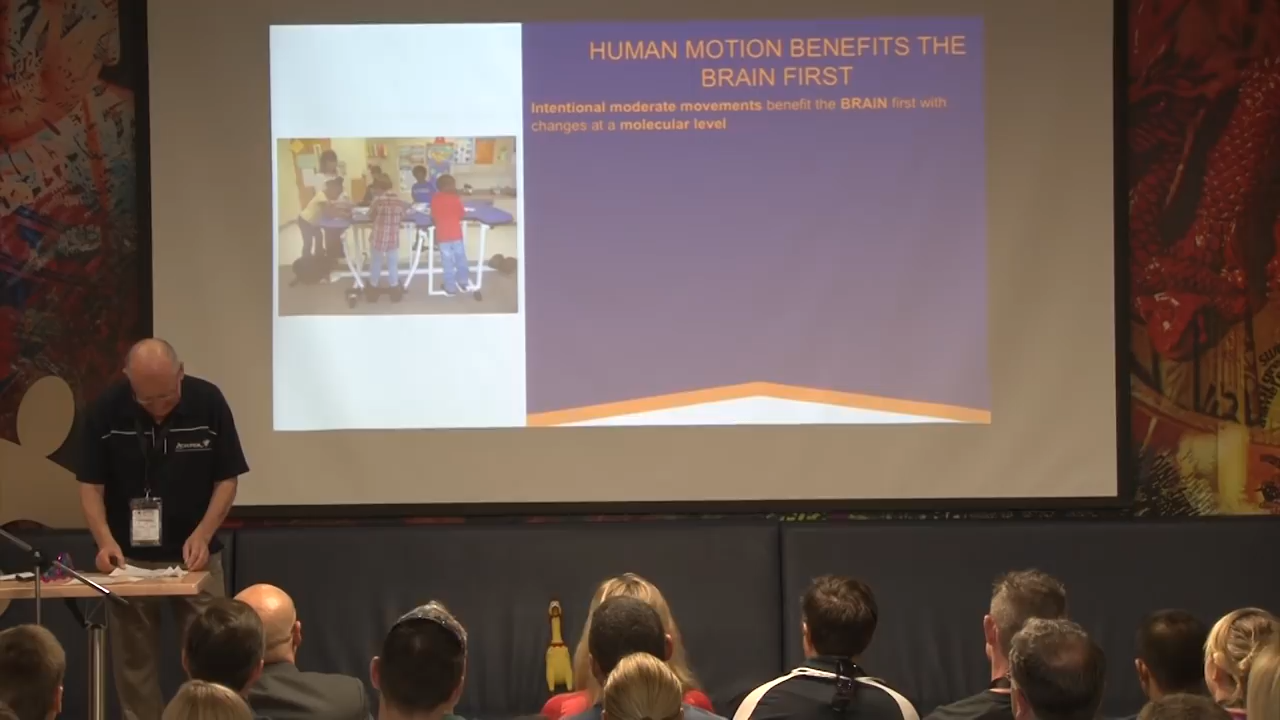 HUMAN MOTION BENEFITS THE
BRAIN FIRST
Intentional moderate movements benefit the BRAIN first with
changes at a molecular level